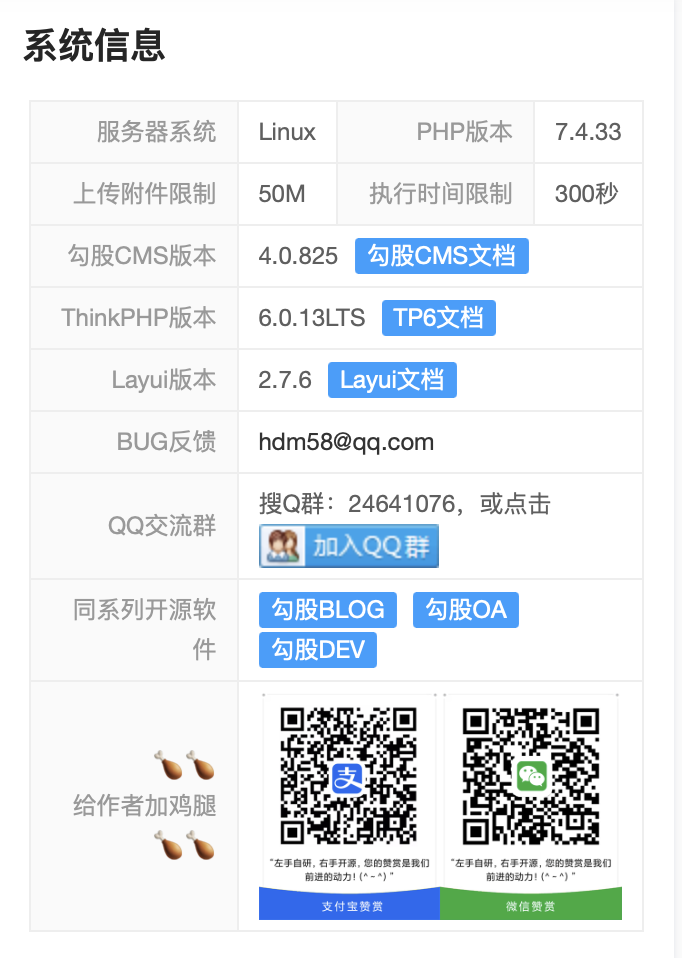 系统信息
服务器系统 Linux PHP版本 7.4.33
上传附件限制 50M 执行时间限制 300秒
勾股CMS版本 4.0.825 勾股CMS文档
ThinkPHP版本 6.0.13LTS TP6文档
Layui版本 2.7.6 Layui文档
BUG反馈 hdm58@qq.com
QQ交流群
搜Q群：24641076，或点击
加入QQ群
同系列开源软
件
勾股BLOG 勾股OA
勾股DEV
🍗🍗
给作者加鸡腿
🍗🍗
支
“左手自研，右手开源，您的赞赏是我们
前进的动力！(^－^)”
支付宝赞赏
“左手自研，右手开源，您的赞赏是我们
前进的动力！(^－^)”
微信赞赏